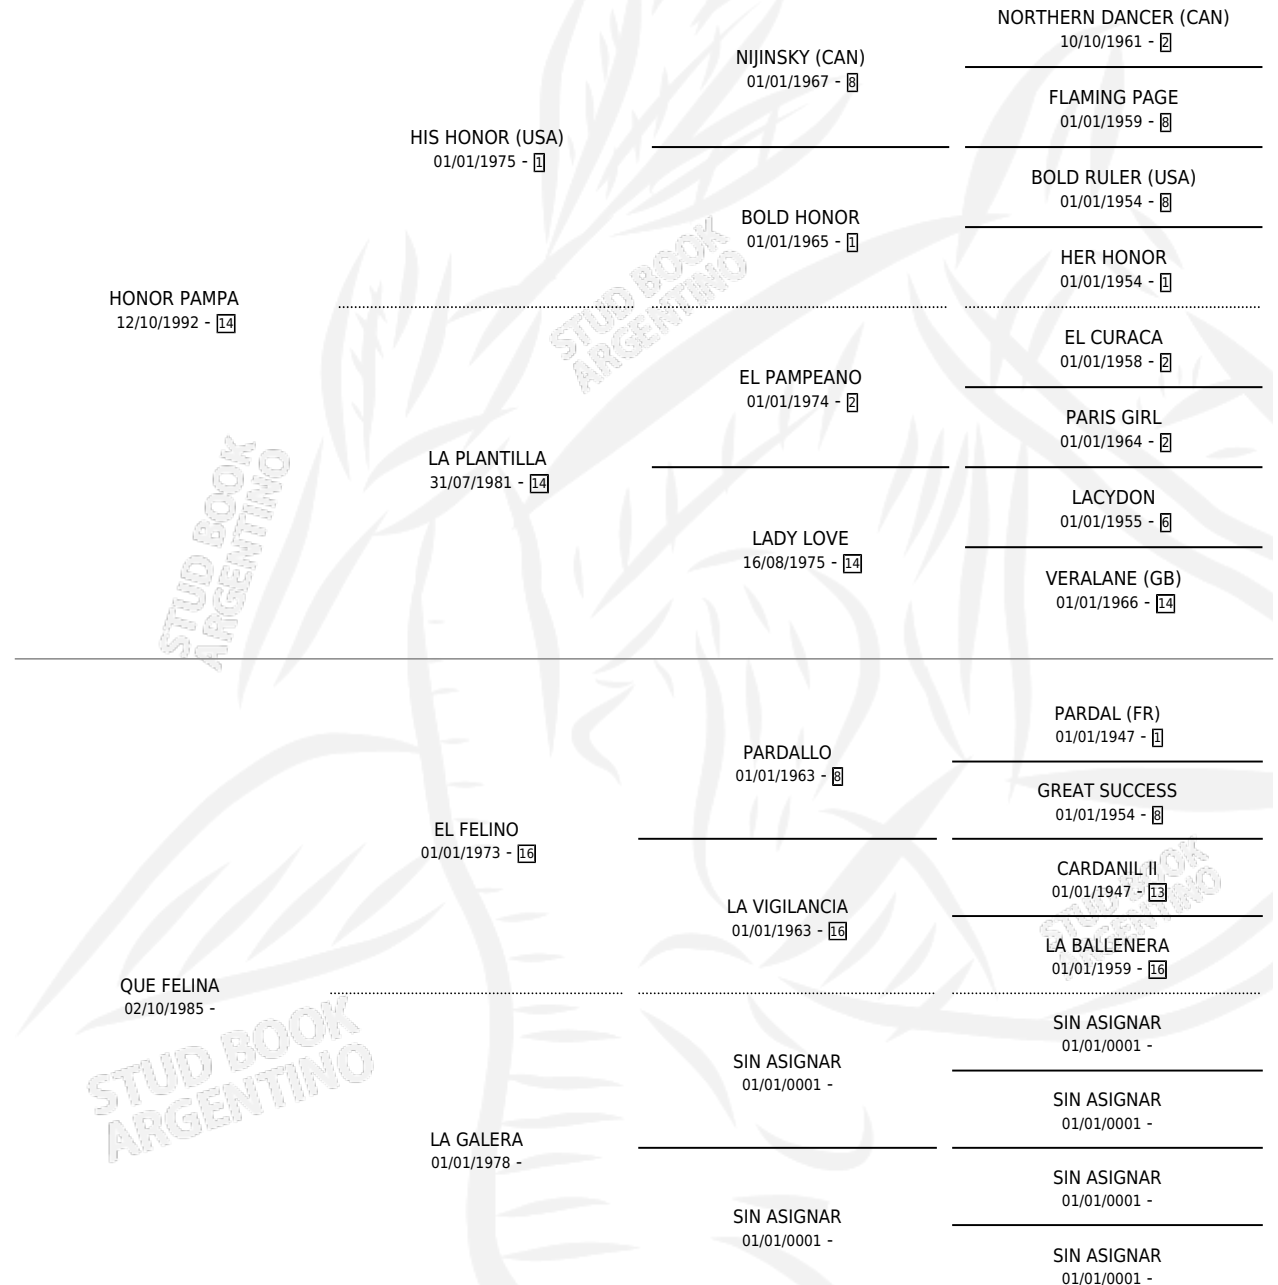 NORTHERN DANCER (CAN)
10/10/1961 - 2
NIJINSKY (CAN)
01/01/1967 - 8
FLAMING PAGE
01/01/1959 - 8
HIS HONOR (USA)
01/01/1975 - 1
BOLD RULER (USA)
01/01/1954 - 8
BOLD HONOR
01/01/1965 - 1
HER HONOR
01/01/1954 - 1
HONOR PAMPA
12/10/1992 - 14
EL CURACA
01/01/1958 - 2
EL PAMPEANO
01/01/1974 - 2
PARIS GIRL
01/01/1964 - 2
LA PLANTILLA
31/07/1981 - 14
LACYDON
01/01/1955 - 6
LADY LOVE
16/08/1975 - 14
VERALANE (GB)
01/01/1966 - 14
STUD BOOK
ARGENTINO
STUD BOOK
ARGENTINO
PARDAL (FR)
01/01/1947 - 1
PARDALLO
01/01/1963 - 8
GREAT SUCCESS
01/01/1954 - 8
EL FELINO
01/01/1973 - 16
CARDANIL II
01/01/1947 - 13
LA VIGILANCIA
01/01/1963 - 16
LA BALLENERA
01/01/1959 - 16
STUD BOOK
ARGENTINO
QUE FELINA
02/10/1985 -
SIN ASIGNAR
01/01/0001 -
SIN ASIGNAR
01/01/0001 -
SIN ASIGNAR
01/01/0001 -
LA GALERA
01/01/1978 -
SIN ASIGNAR
01/01/0001 -
SIN ASIGNAR
01/01/0001 -
SIN ASIGNAR
01/01/0001 -
STUD BOOK
ARGENTINO